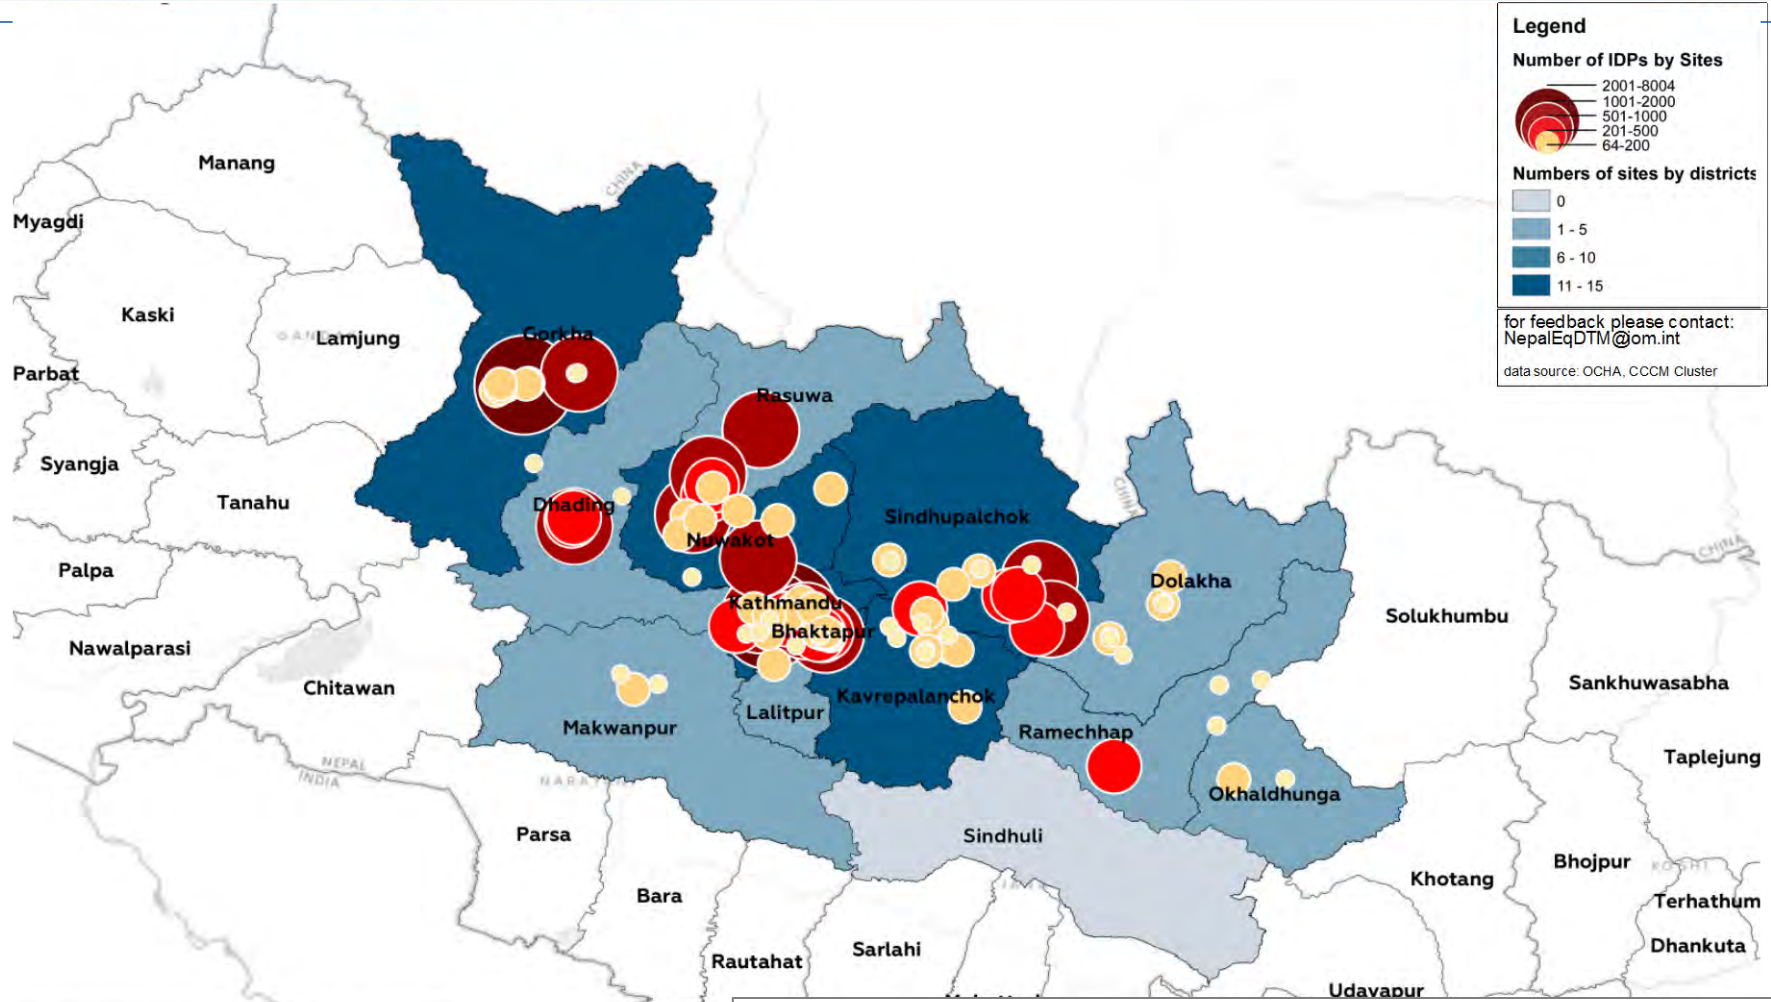 Legend
Number of IDPs by Sites
2001-8004
1001-2000
501-1000
201-500
64-200
Numbers of sites by districts
0
1 - 5
6 - 10
11 - 15
for feedback please contact:
NepalEqDTM@iom.int
data source: OCHA, CCCM Cluster
Manang
CHINA
Myagdi
Kaski
Gorkha
Lamjung
Parbat
Rasuwa
Syangja
Tanahu
Dhading
CHINA
Sindhupalchok
Nuwakot
CHINA
Palpa
Dolakha
Kathmandu
Solukhumbu
Bhaktapur
Nawalparasi
Sankhuwasabha
Chitawan
Kavrepalanchok
Lalitpur
Makwanpur
Ramechhap
Taplejung
NEPAL
INDIA
Okhaldhunga
Parsa
Sindhuli
Bhojpur
KOSHI
Khotang
Bara
Terhathum
Sarlahi
Dhankuta
Rautahat
Udayapur